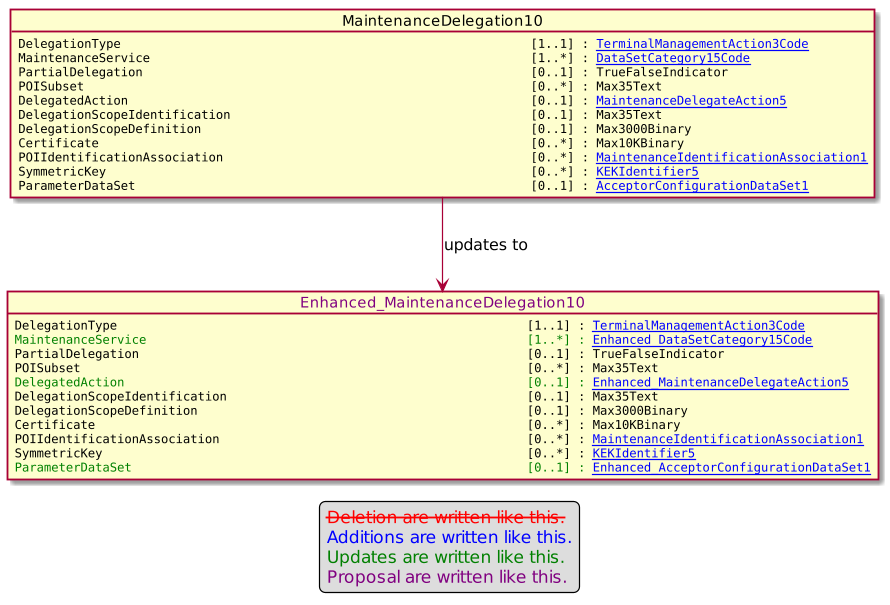 MaintenanceDelegation10
DelegationType [1..1] : TerminalManagementAction3Code
MaintenanceService [1..*] : DataSetCategory15Code
PartialDelegation [0..1] : TrueFalseIndicator
POISubset [0..*] : Max35Text
DelegatedAction [0..1] : MaintenanceDelegateAction5
DelegationScopeIdentification [0..1] : Max35Text
DelegationScopeDefinition [0..1] : Max3000Binary
Certificate [0..*] : Max10KBinary
POIIdentificationAssociation [0..*] : MaintenanceIdentificationAssociation1
SymmetricKey [0..*] : KEKIdentifier5
ParameterDataSet [0..1] : AcceptorConfigurationDataSet1
updates to
Enhanced_MaintenanceDelegation10
DelegationType [1..1] : TerminalManagementAction3Code
MaintenanceService [1..*] : Enhanced_DataSetCategory15Code
PartialDelegation [0..1] : TrueFalseIndicator
POISubset [0..*] : Max35Text
DelegatedAction [0..1] : Enhanced_MaintenanceDelegateAction5
DelegationScopeIdentification [0..1] : Max35Text
DelegationScopeDefinition [0..1] : Max3000Binary
Certificate [0..*] : Max10KBinary
POIIdentificationAssociation [0..*] : MaintenanceIdentificationAssociation1
SymmetricKey [0..*] : KEKIdentifier5
ParameterDataSet [0..1] : Enhanced_AcceptorConfigurationDataSet1
Deletion are written like this.
Additions are written like this.
Updates are written like this.
Proposal are written like this.